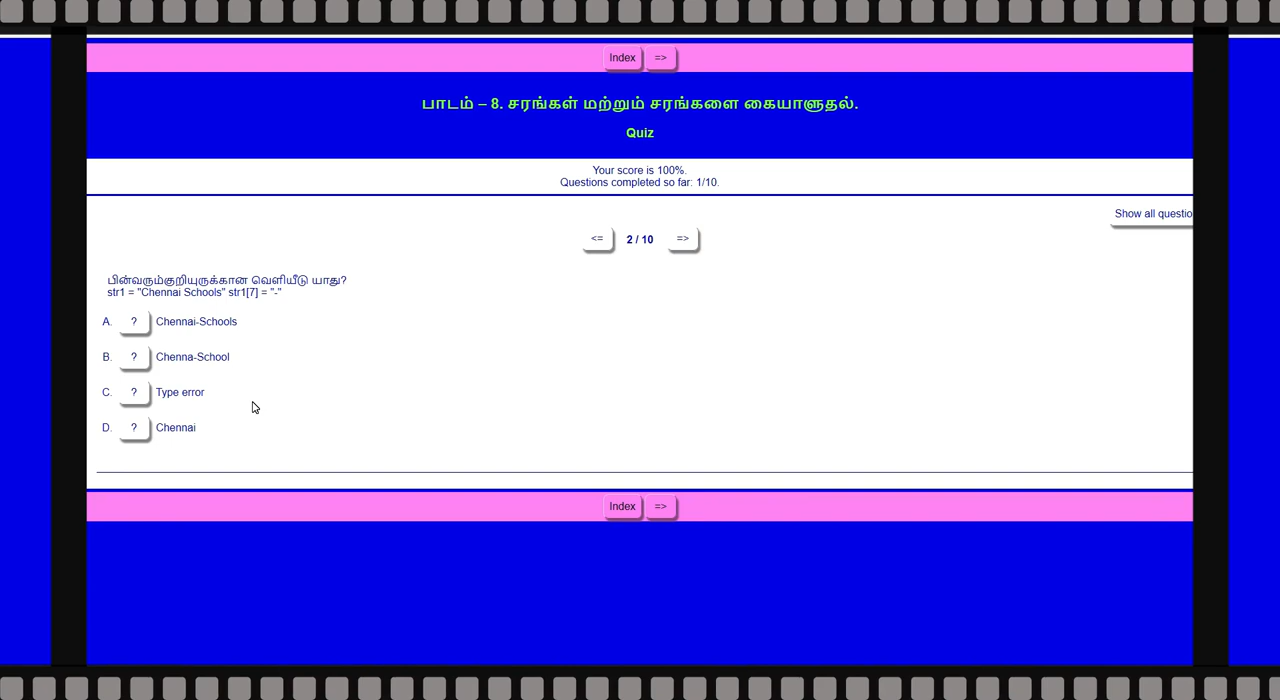 Index =>
பாடம் – 8. சரங்கள் மற்றும் சரங்களை கையாளுதல்.
Quiz
Your score is 100%.
Questions completed so far: 1/10.
Show all questio
<= 2 / 10 =>
பின்வரும்குறியுருக்கான வெளியீடு யாது?
str1 = "Chennai Schools" str1[7] = "-"
A. ? Chennai-Schools
B. ? Chenna-School
C. ? Type error
D. ? Chennai
Index =>